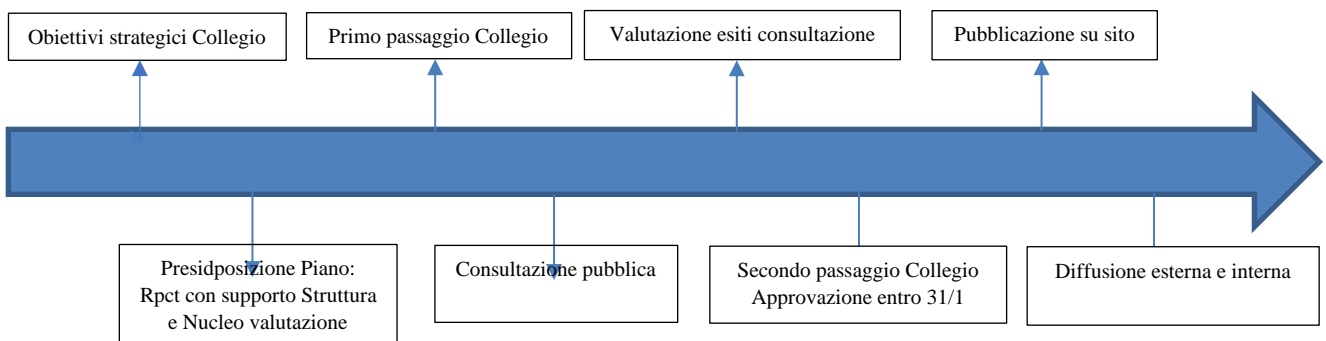 Obiettivi strategici Collegio
Primo passaggio Collegio
Valutazione esiti consultazione
Pubblicazione su sito
Presidposizione Piano:
Rpct con supporto Struttura
e Nucleo valutazione
Consultazione pubblica
Secondo passaggio Collegio
Approvazione entro 31/1
Diffusione esterna e interna